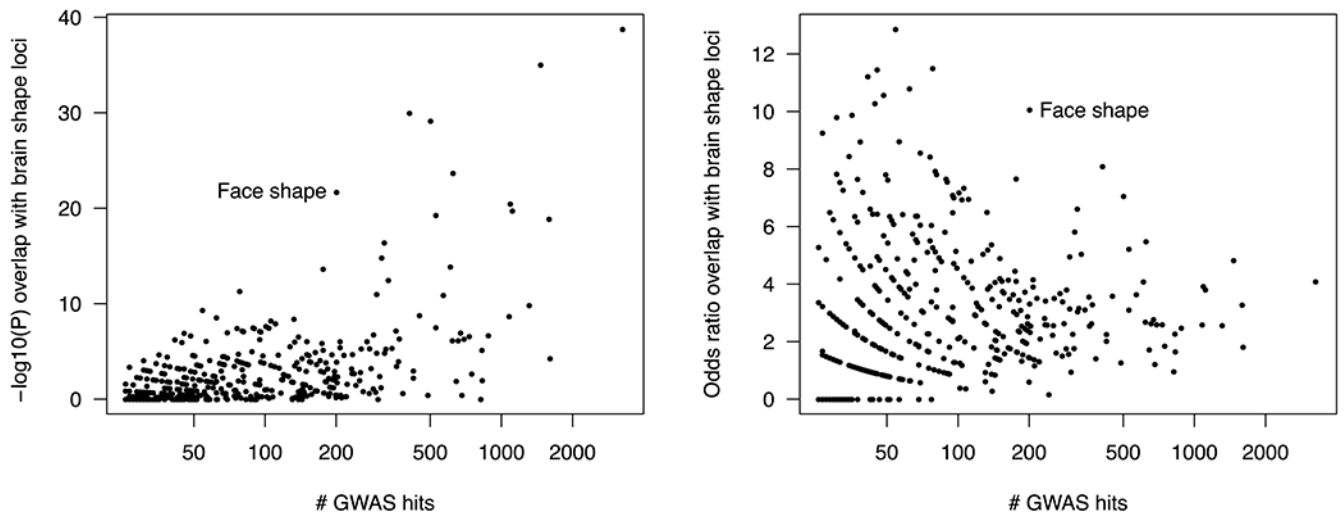 −log10(P) overlap with brain shape loci
40
30
20
10
0
Face shape
50 100 200 500 1000 2000
# GWAS hits
Odds ratio overlap with brain shape loci
12
10
8
6
4
2
0
Face shape
50 100 200 500 1000 2000
# GWAS hits